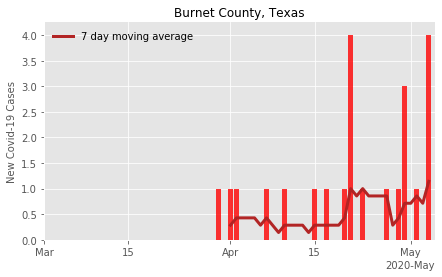 Burnet County, Texas
7 day moving average
New Covid-19 Cases
4.0
3.5
3.0
2.5
2.0
1.5
1.0
0.5
0.0
Mar 15 Apr 15 May
2020-May